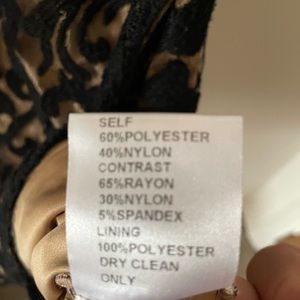 SELF
60%POLYESTER
40%NYLON
CONTRAST
65%RAYON
30%NYLON
5%SPANDEX
LINING
100%POLYESTER
DRY CLEAN
ONLY